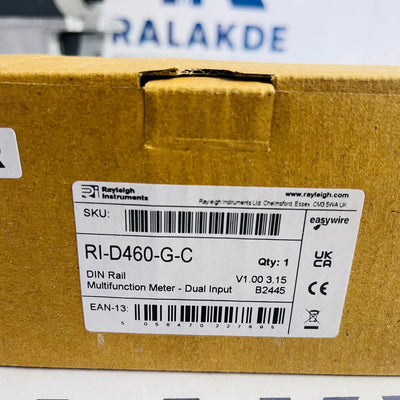 RALAKDE
Rayleigh
Instruments
www.rayleigh.com
Rayleigh Instruments Ltd. Chelmsford, Essex, CM3 5WA UK
SKU:
easywire
RI-D460-G-C
Qty: 1
UK
CA
DIN Rail
V1.00 3.15
Multifunction Meter - Dual Input
B2445
CE
EAN-13:
5 058470 227695